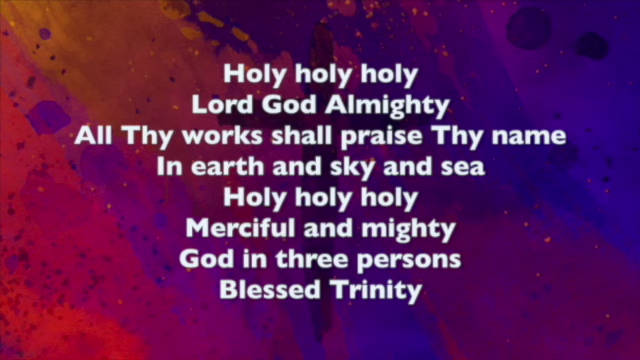 Holy holy holy
Lord God Almighty
All Thy works shall praise Thy name
In earth and sky and sea
Holy holy holy
Merciful and mighty
God in three persons
Blessed Trinity